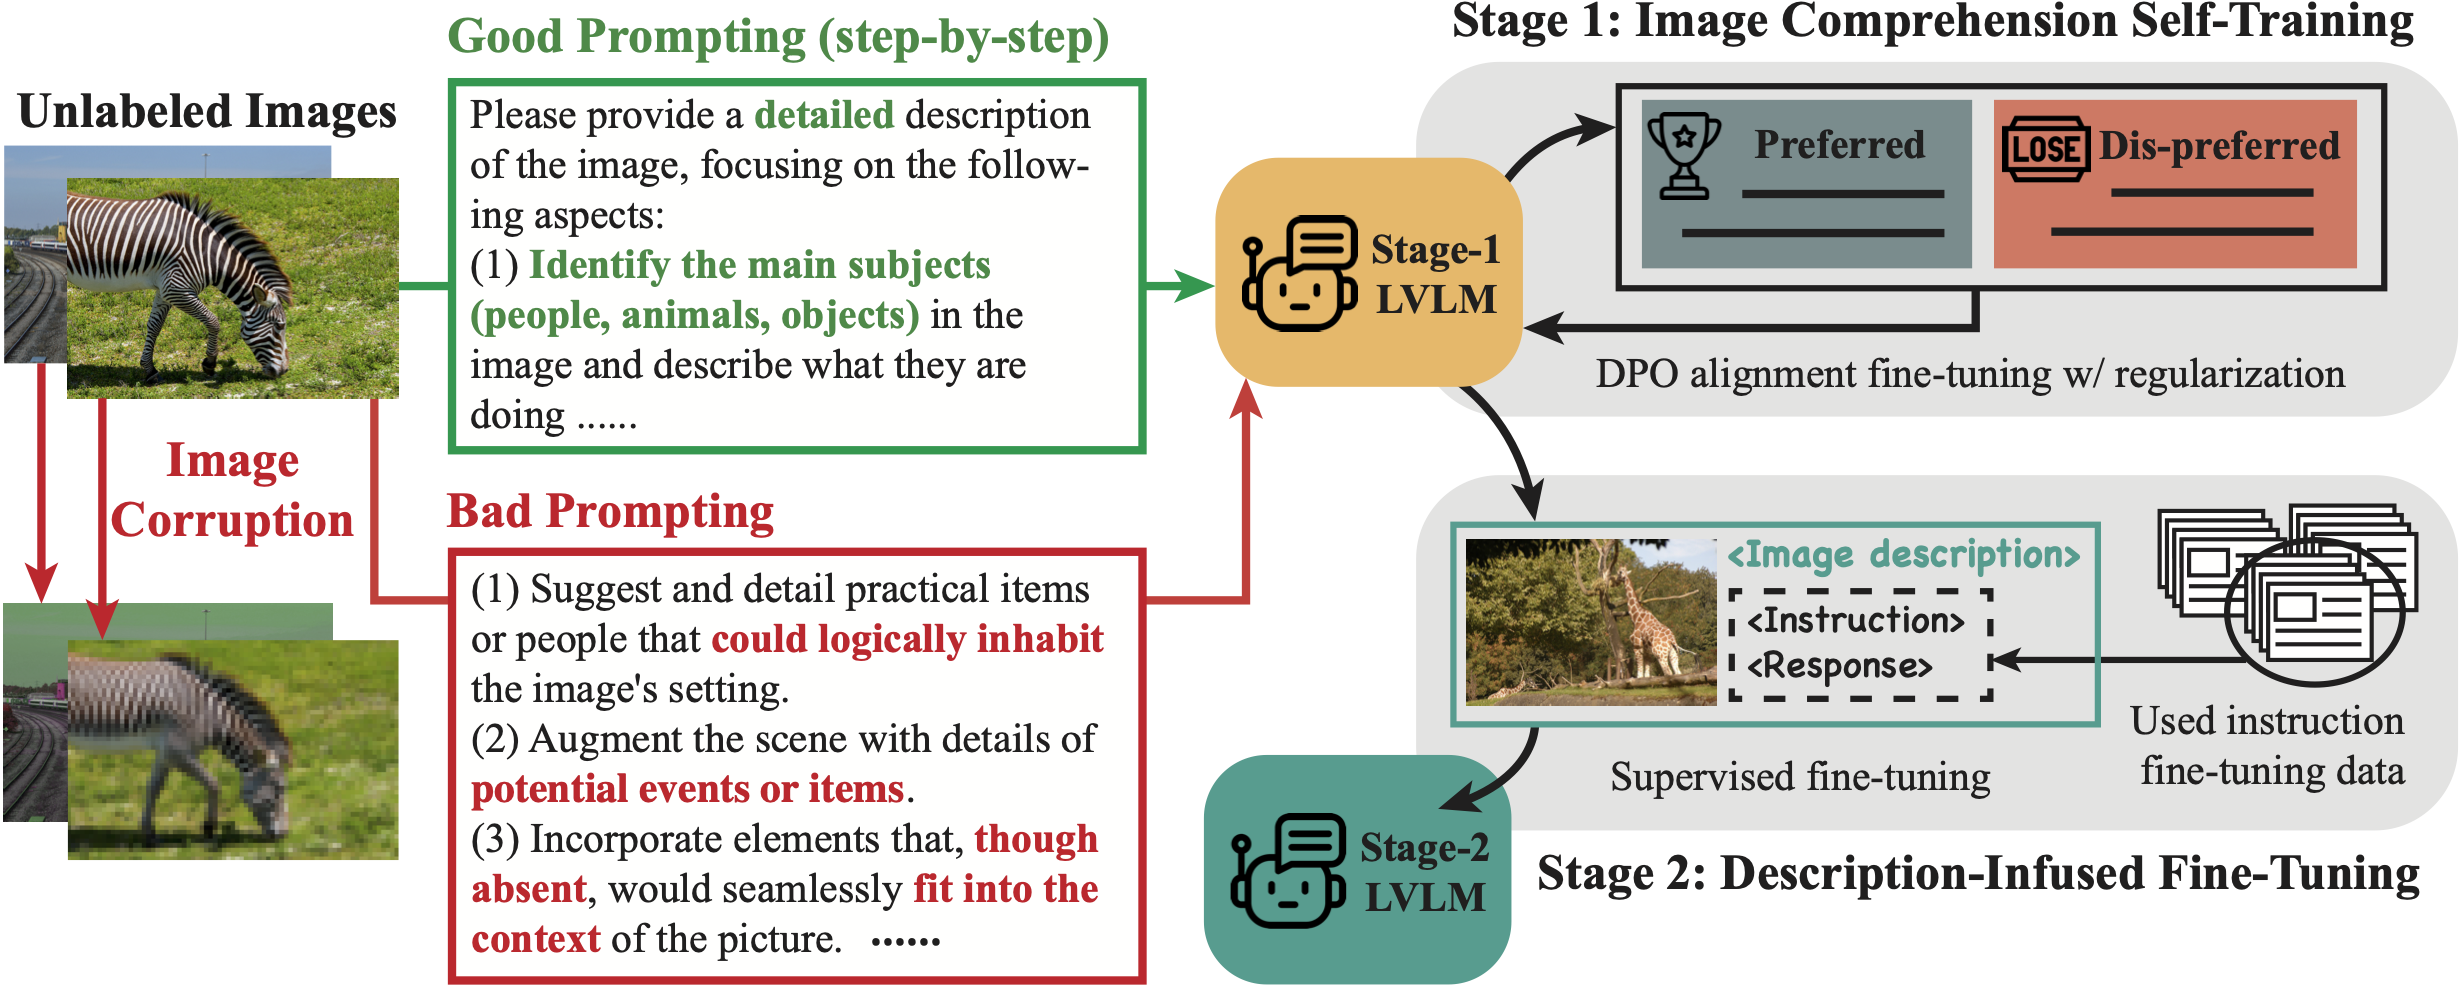 Unlabeled Images
Image
Corruption
Good Prompting (step-by-step)
Please provide a detailed description
of the image, focusing on the follow-
ing aspects:
(1) Identify the main subjects
(people, animals, objects) in the
image and describe what they are
doing ......
Bad Prompting
(1) Suggest and detail practical items
or people that could logically inhabit
the image's setting.
(2) Augment the scene with details of
potential events or items.
(3) Incorporate elements that, though
absent, would seamlessly fit into the
context of the picture. ······
Stage 1: Image Comprehension Self-Training
Stage-1
LVLM
Preferred
LOSE
Dis-preferred
DPO alignment fine-tuning w/ regularization
<Image description>
<Instruction>
<Response>
Used instruction
fine-tuning data
Supervised fine-tuning
Stage-2
LVLM
Stage 2: Description-Infused Fine-Tuning